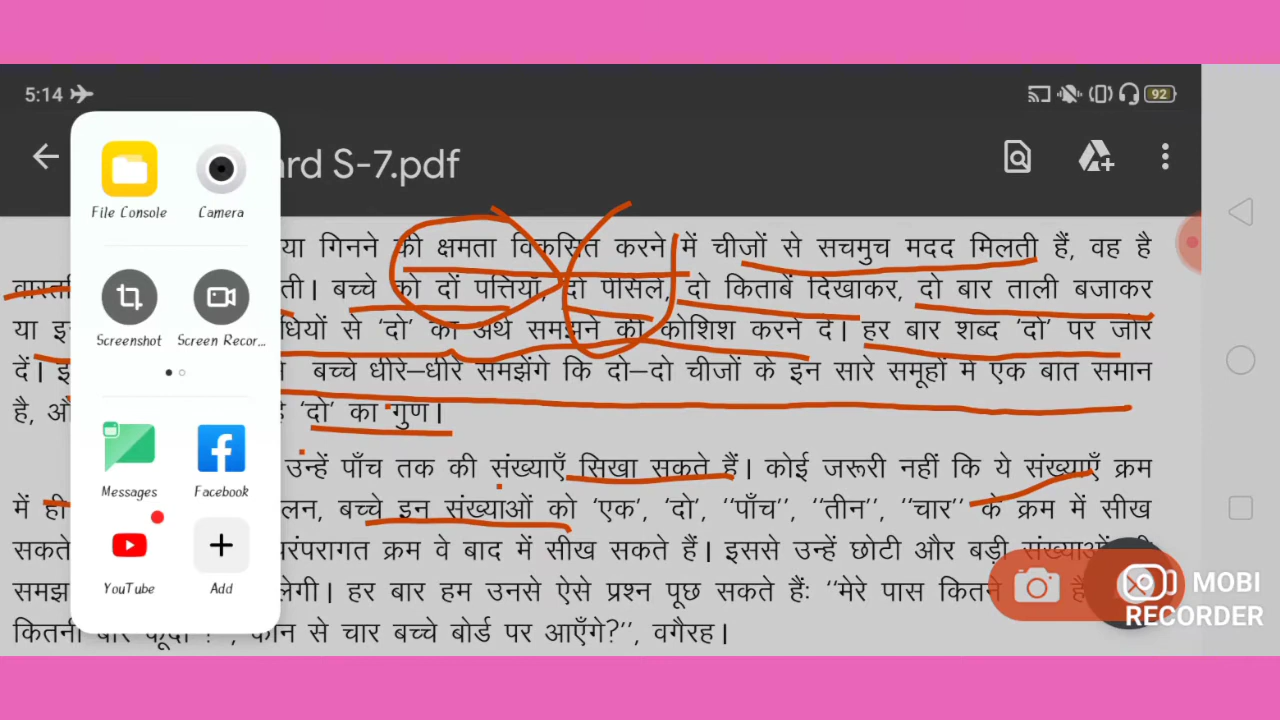 5:14
92
ard S-7.pdf
File Console
Camera
Screenshot
Screen Recor...
Messages
Facebook
YouTube
Add
या गिनने की क्षमता विकसित करने में चीजों से सचमुच मदद मिलती हैं, वह है
ती। बच्चे को दों पत्तियाँ, दो पेंसिलें, दो किताबें दिखाकर, दो बार ताली बजाकर
या धियों से 'दो' का अर्थ समझने की कोशिश करने दें। हर बार शब्द 'दो' पर जोर
दें। बच्चे धीरे–धीरे समझेंगे कि दो–दो चीजों के इन सारे समूहों में एक बात समान
है, 'दो' का गुण।
उन्हें पाँच तक की संख्याएँ सिखा सकते हैं। कोई जरूरी नहीं कि ये संख्याएँ क्रम
में ही लन, बच्चे इन संख्याओं को 'एक', 'दो', "पाँच", "तीन", "चार" के क्रम में सीख
सकते परंपरागत क्रम वे बाद में सीख सकते हैं। इससे उन्हें छोटी और बड़ी संख्याओं
समझ लेगी। हर बार हम उनसे ऐसे प्रश्न पूछ सकते हैंः "मेरे पास कितने
कितनी बार कूदी?", कौन से चार बच्चे बोर्ड पर आएँगे?", वगैरह।
MOBI
RECORDER